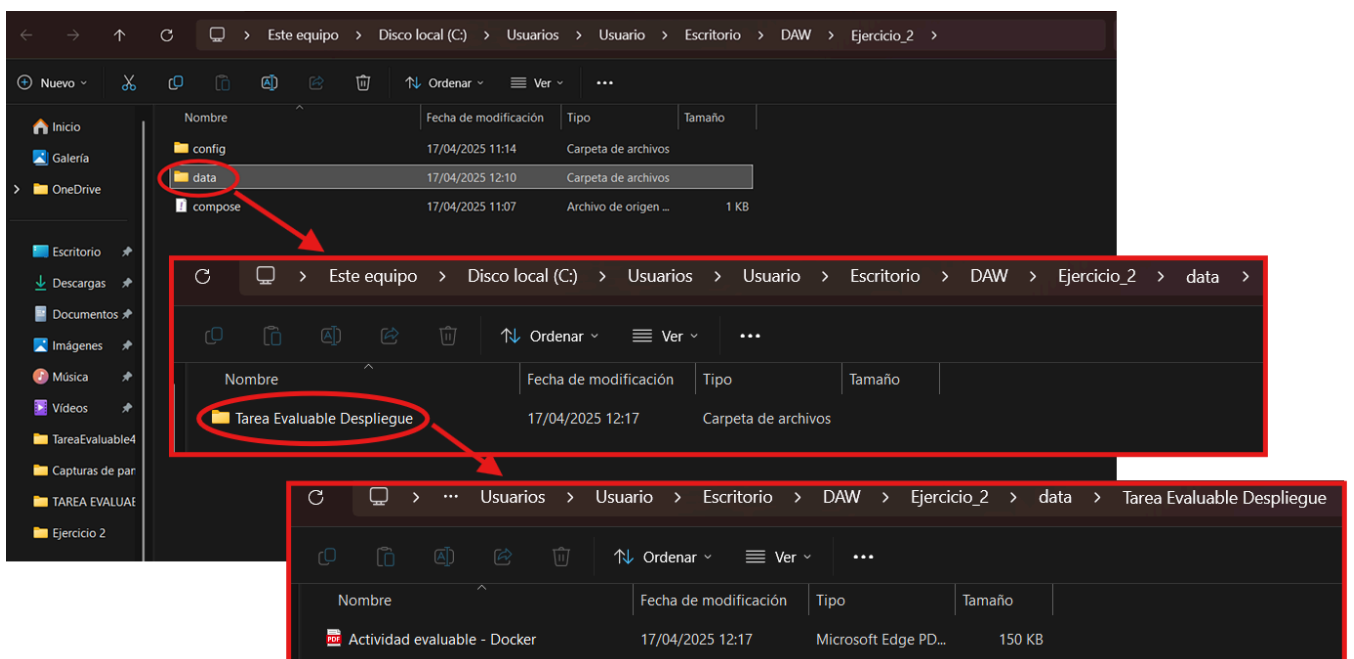 Este equipo > Disco local (C:) > Usuarios > Usuario > Escritorio > DAW > Ejercicio_2 >
Nuevo Ordenar Ver ...
Inicio
Galería
> OneDrive
Escritorio
Descargas
Documentos
Imágenes
Música
Vídeos
TareaEvaluable4
Capturas de pan
TAREA EVALUAE
Ejercicio 2
Nombre Fecha de modificación Tipo Tamaño
config 17/04/2025 11:14 Carpeta de archivos
data 17/04/2025 12:10 Carpeta de archivos
compose 17/04/2025 11:07 Archivo de origen ... 1 KB
> Este equipo > Disco local (C:) > Usuarios > Usuario > Escritorio > DAW > Ejercicio_2 > data >
Ordenar Ver ...
Nombre Fecha de modificación Tipo Tamaño
Tarea Evaluable Despliegue 17/04/2025 12:17 Carpeta de archivos
> ... Usuarios > Usuario > Escritorio > DAW > Ejercicio_2 > data > Tarea Evaluable Despliegue
Ordenar Ver ...
Nombre Fecha de modificación Tipo Tamaño
PDF Actividad evaluable - Docker 17/04/2025 12:17 Microsoft Edge PD... 150 KB